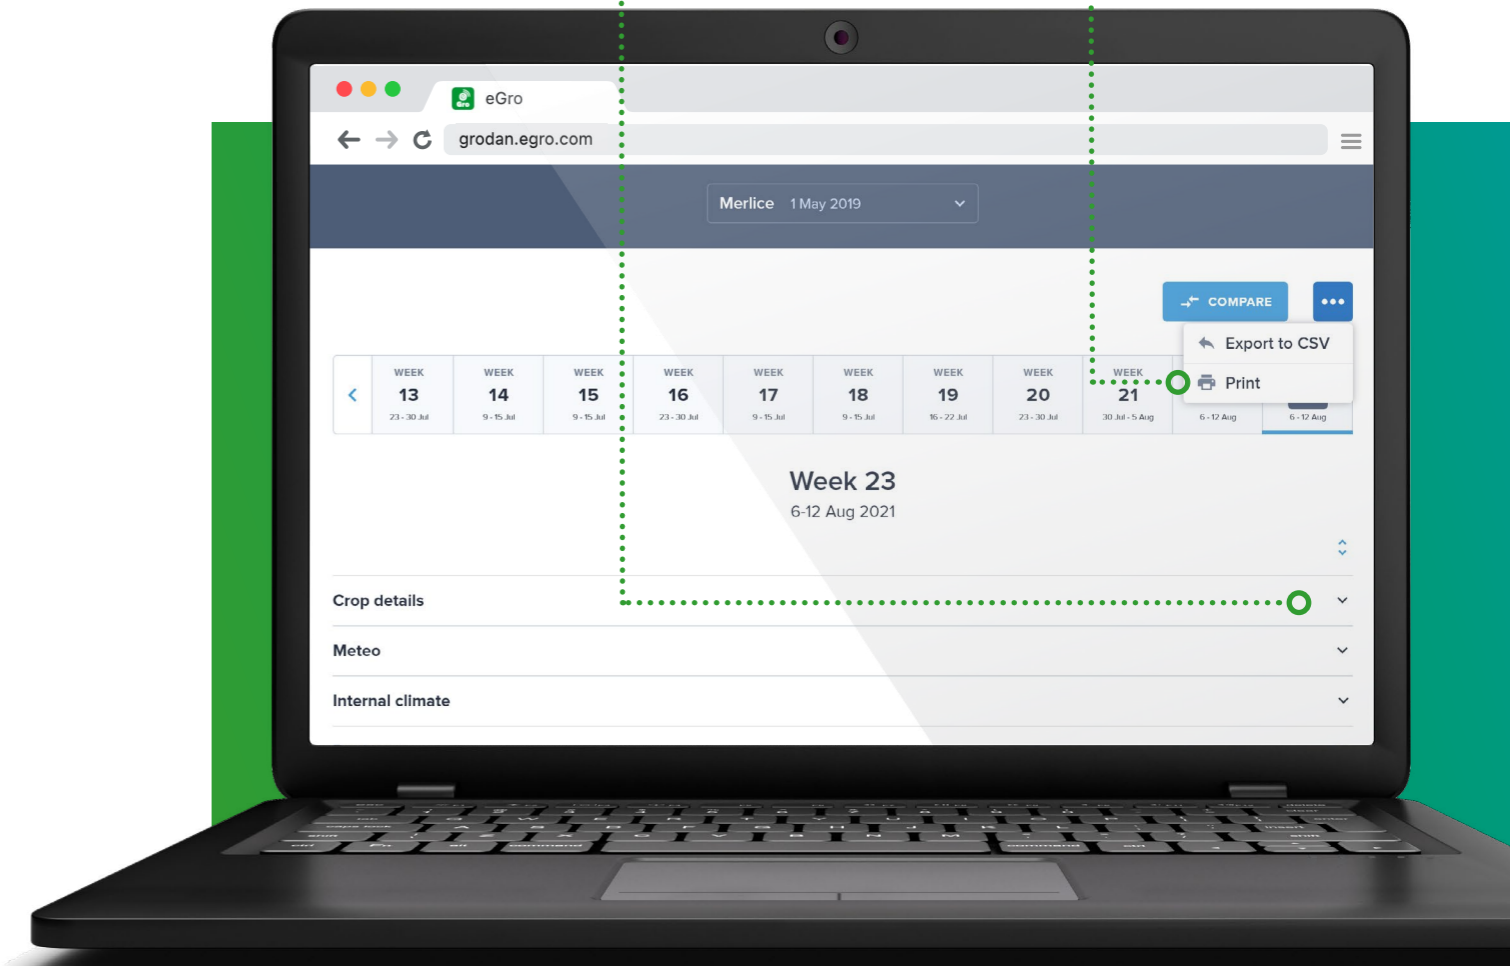 eGro
grodan.egro.com
Merlice 1 May 2019
COMPARE
Export to CSV
Print
WEEK WEEK WEEK WEEK WEEK WEEK WEEK WEEK WEEK
13 14 15 16 17 18 19 20 21
23 - 30 Jul 9 - 15 Jul 9 - 15 Jul 23 - 30 Jul 9 - 15 Jul 9 - 15 Jul 16 - 22 Jul 23 - 30 Jul 30 Jul - 5 Aug 6 - 12 Aug 6 - 12 Aug
Week 23
6-12 Aug 2021
Crop details
Meteo
Internal climate